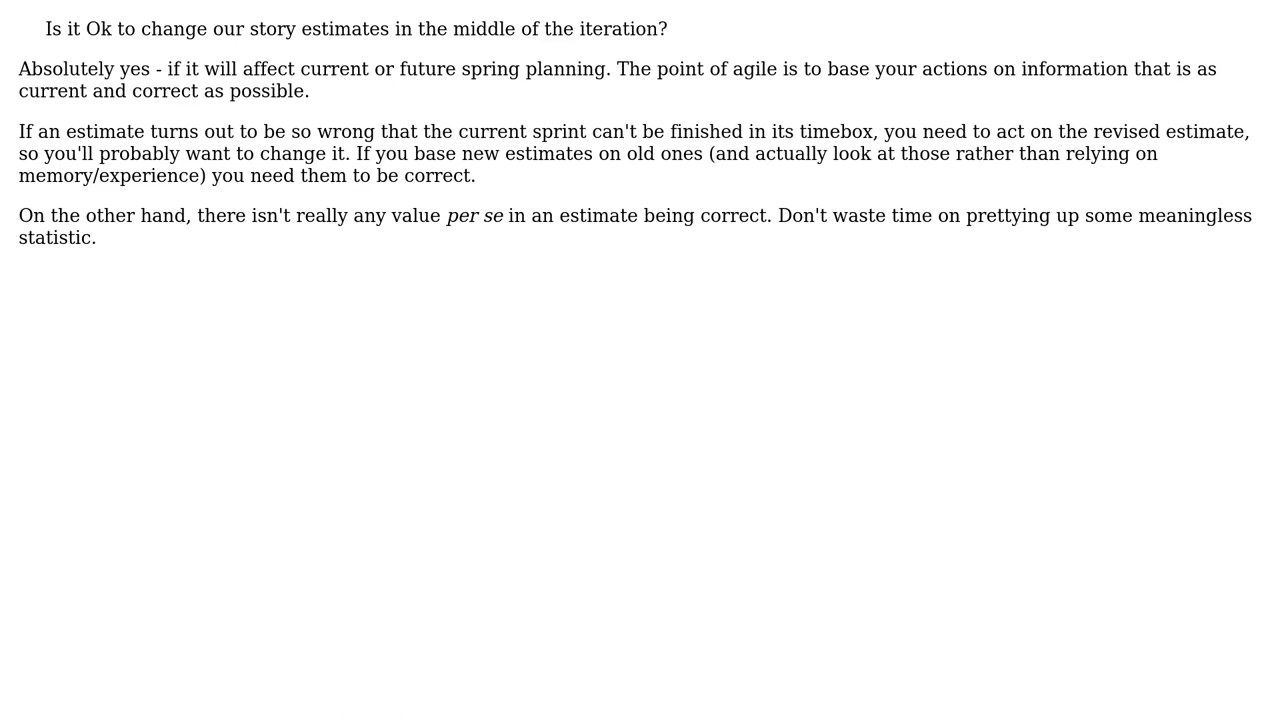 Is it Ok to change our story estimates in the middle of the iteration?
Absolutely yes - if it will affect current or future spring planning. The point of agile is to base your actions on information that is as
current and correct as possible.
If an estimate turns out to be so wrong that the current sprint can't be finished in its timebox, you need to act on the revised estimate,
so you'll probably want to change it. If you base new estimates on old ones (and actually look at those rather than relying on
memory/experience) you need them to be correct.
On the other hand, there isn't really any value per se in an estimate being correct. Don't waste time on prettying up some meaningless
statistic.